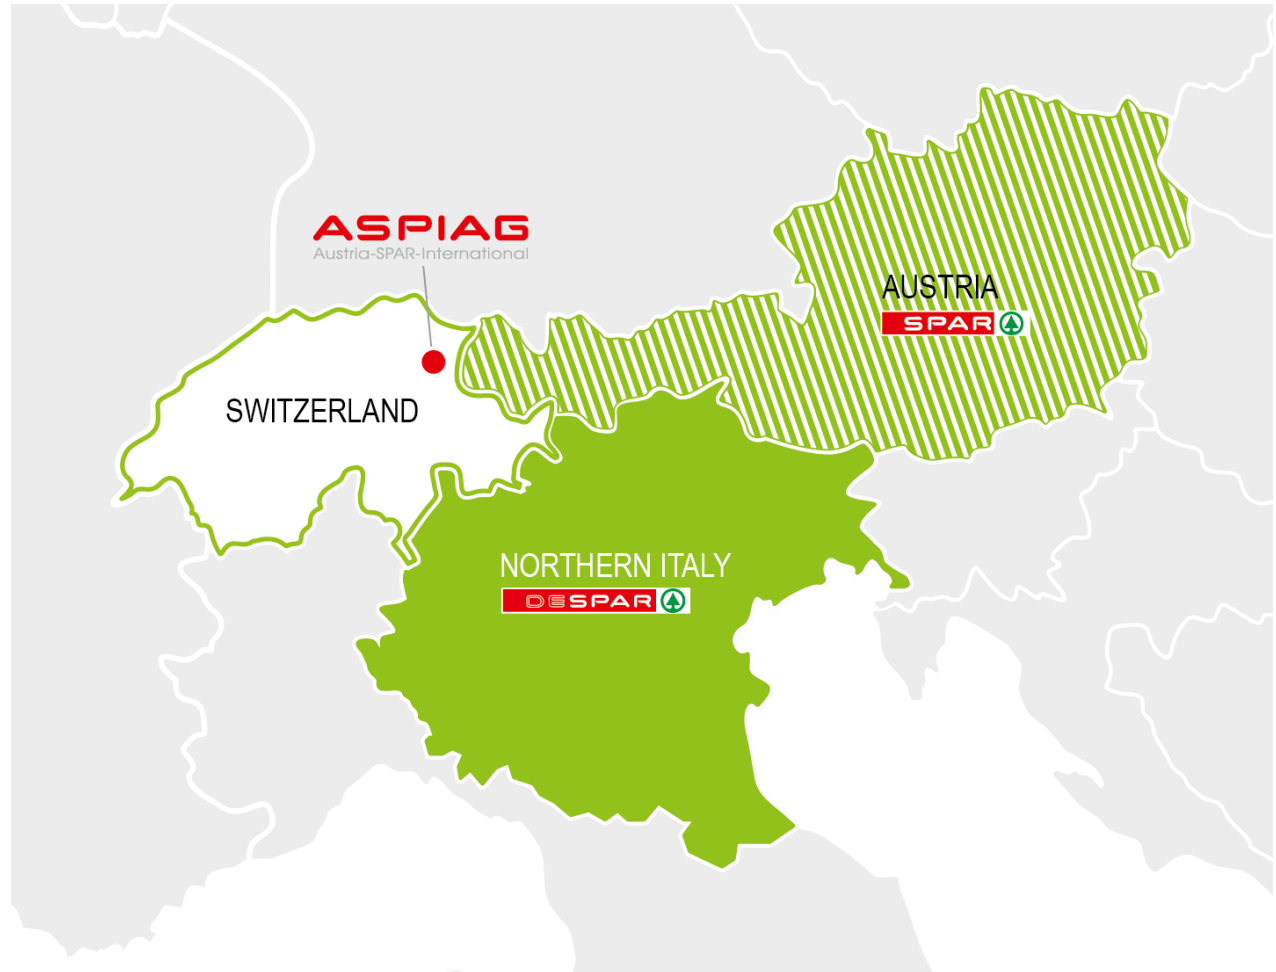 ASPIAG
Austria-SPAR-International
AUSTRIA
SPAR
SWITZERLAND
NORTHERN ITALY
DESPAR